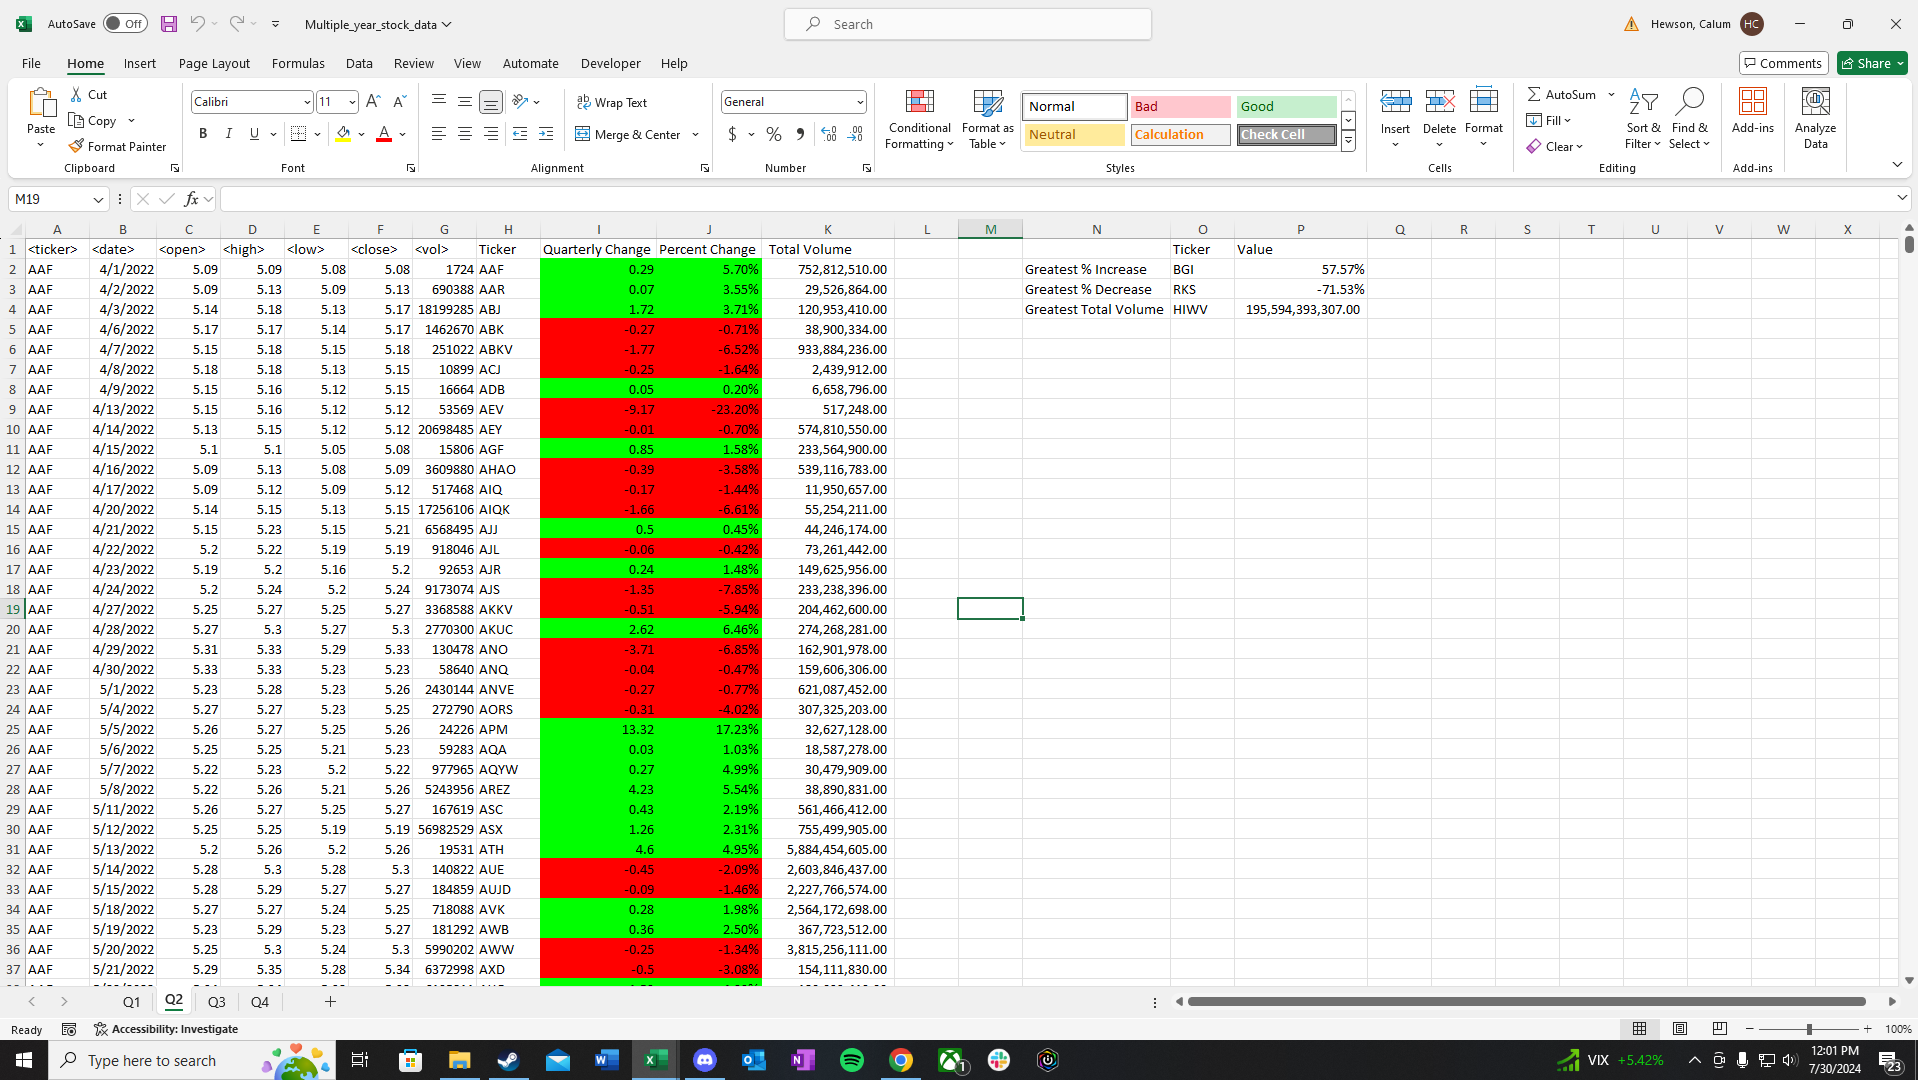 AutoSave Off Multiple_year_stock_data Search Hewson, Calum HC
File Home Insert Page Layout Formulas Data Review View Automate Developer Help Comments Share
Paste Cut Copy Format Painter Clipboard
Calibri 11 B I U A Font
Wrap Text Merge & Center Alignment
General $ % Number
Conditional Formatting Format as Table Normal Bad Good Neutral Calculation Check Cell Styles
Insert Delete Format Cells
AutoSum Fill Clear Sort & Filter Find & Select Editing
Add-ins Add-ins Analyze Data
M19 fx
A B C D E F G H I J K L M N O P Q R S T U V W X
1 <ticker> <date> <open> <high> <low> <close> <vol> Ticker Quarterly Change Percent Change Total Volume Ticker Value
2 AAF 4/1/2022 5.09 5.09 5.08 5.08 1724 AAF 0.29 5.70% 752,812,510.00 Greatest % Increase BGI 57.57%
3 AAF 4/2/2022 5.09 5.13 5.09 5.13 690388 AAR 0.07 3.55% 29,526,864.00 Greatest % Decrease RKS -71.53%
4 AAF 4/3/2022 5.14 5.18 5.13 5.17 18199285 ABJ 1.72 3.71% 120,953,410.00 Greatest Total Volume HIWV 195,594,393,307.00
5 AAF 4/6/2022 5.17 5.17 5.14 5.17 1462670 ABK -0.27 -0.71% 38,900,334.00
6 AAF 4/7/2022 5.15 5.18 5.15 5.18 251022 ABKV -1.77 -6.52% 933,884,236.00
7 AAF 4/8/2022 5.18 5.18 5.13 5.15 10899 ACJ -0.25 -1.64% 2,439,912.00
8 AAF 4/9/2022 5.15 5.16 5.12 5.15 16664 ADB 0.05 0.20% 6,658,796.00
9 AAF 4/13/2022 5.15 5.16 5.12 5.12 53569 AEV -9.17 -23.20% 517,248.00
10 AAF 4/14/2022 5.13 5.15 5.12 5.12 20698485 AEY -0.01 -0.70% 574,810,550.00
11 AAF 4/15/2022 5.1 5.1 5.05 5.08 15806 AGF 0.85 1.58% 233,564,900.00
12 AAF 4/16/2022 5.09 5.13 5.08 5.09 3609880 AHAO -0.39 -3.58% 539,116,783.00
13 AAF 4/17/2022 5.09 5.12 5.09 5.12 517468 AIQ -0.17 -1.44% 11,950,657.00
14 AAF 4/20/2022 5.14 5.15 5.13 5.15 17256106 AIQK -1.66 -6.61% 55,254,211.00
15 AAF 4/21/2022 5.15 5.23 5.15 5.21 6568495 AJJ 0.5 0.45% 44,246,174.00
16 AAF 4/22/2022 5.2 5.22 5.19 5.19 918046 AJL -0.06 -0.42% 73,261,442.00
17 AAF 4/23/2022 5.19 5.2 5.16 5.2 92653 AJR 0.24 1.48% 149,625,956.00
18 AAF 4/24/2022 5.2 5.24 5.2 5.24 9173074 AJS -1.35 -7.85% 233,238,396.00
19 AAF 4/27/2022 5.25 5.27 5.25 5.27 3368588 AKKV -0.51 -5.94% 204,462,600.00
20 AAF 4/28/2022 5.27 5.3 5.27 5.3 2770300 AKUC 2.62 6.46% 274,268,281.00
21 AAF 4/29/2022 5.31 5.33 5.29 5.33 130478 ANO -3.71 -6.85% 162,901,978.00
22 AAF 4/30/2022 5.33 5.33 5.23 5.23 58640 ANQ -0.04 -0.47% 159,606,306.00
23 AAF 5/1/2022 5.23 5.28 5.23 5.26 2430144 ANVE -0.27 -0.77% 621,087,452.00
24 AAF 5/4/2022 5.27 5.27 5.23 5.25 272790 AORS -0.31 -4.02% 307,325,203.00
25 AAF 5/5/2022 5.26 5.27 5.25 5.26 24226 APM 13.32 17.23% 32,627,128.00
26 AAF 5/6/2022 5.25 5.25 5.21 5.23 59283 AQA 0.03 1.03% 18,587,278.00
27 AAF 5/7/2022 5.22 5.23 5.2 5.22 977965 AQYW 0.27 4.99% 30,479,909.00
28 AAF 5/8/2022 5.22 5.26 5.21 5.26 5243956 AREZ 4.23 5.54% 38,890,831.00
29 AAF 5/11/2022 5.26 5.27 5.25 5.27 167619 ASC 0.43 2.19% 561,466,412.00
30 AAF 5/12/2022 5.25 5.25 5.19 5.19 56982529 ASX 1.26 2.31% 755,499,905.00
31 AAF 5/13/2022 5.2 5.26 5.2 5.26 19531 ATH 4.6 4.95% 5,884,454,605.00
32 AAF 5/14/2022 5.28 5.3 5.28 5.3 140822 AUE -0.45 -2.09% 2,603,846,437.00
33 AAF 5/15/2022 5.28 5.29 5.27 5.27 184859 AUJD -0.09 -1.46% 2,227,766,574.00
34 AAF 5/18/2022 5.27 5.27 5.24 5.25 718088 AVK 0.28 1.98% 2,564,172,698.00
35 AAF 5/19/2022 5.23 5.29 5.23 5.27 181292 AWB 0.36 2.50% 367,723,512.00
36 AAF 5/20/2022 5.25 5.3 5.24 5.3 5990202 AWW -0.25 -1.34% 3,815,256,111.00
37 AAF 5/21/2022 5.29 5.35 5.28 5.34 6372998 AXD -0.5 -3.08% 154,111,830.00
Q1 Q2 Q3 Q4
Ready Accessibility: Investigate 100%
Type here to search VIX +5.42% 12:01 PM
7/30/2024 23